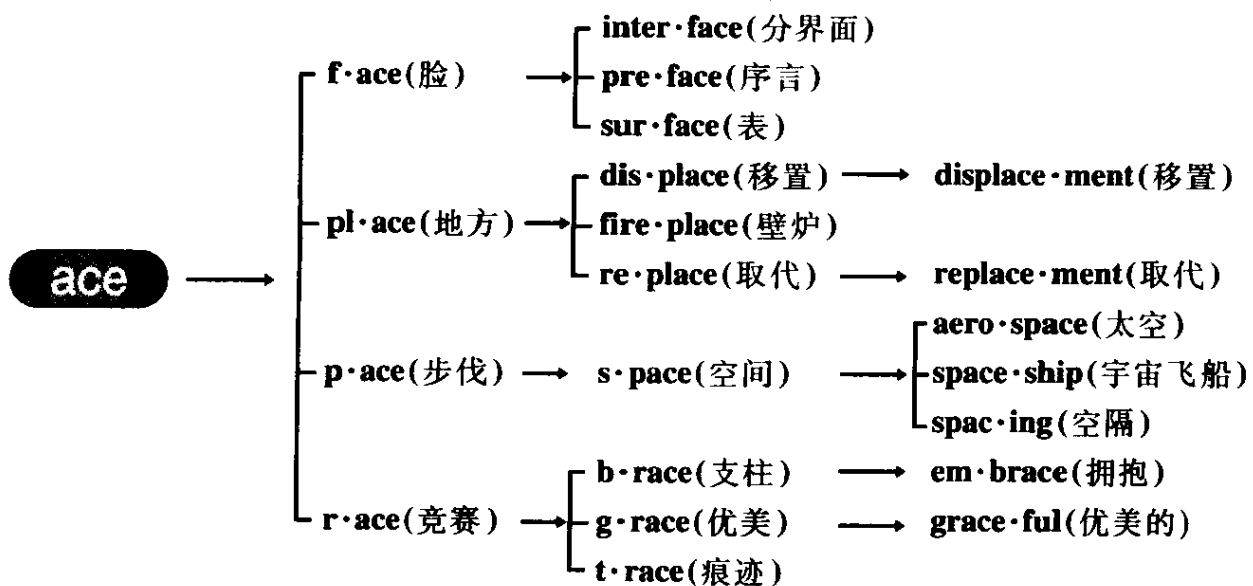 inter·face(分界面)
f·ace(脸)
pre·face(序言)
sur·face(表)
dis·place(移置)
displace·ment(移置)
pl·ace(地方)
fire·place(壁炉)
re·place(取代)
replace·ment(取代)
ace
aero·space(太空)
p·ace(步伐)
s·pace(空间)
space·ship(宇宙飞船)
spac·ing(空隔)
b·race(支柱)
em·brace(拥抱)
r·ace(竞赛)
g·race(优美)
grace·ful(优美的)
t·race(痕迹)